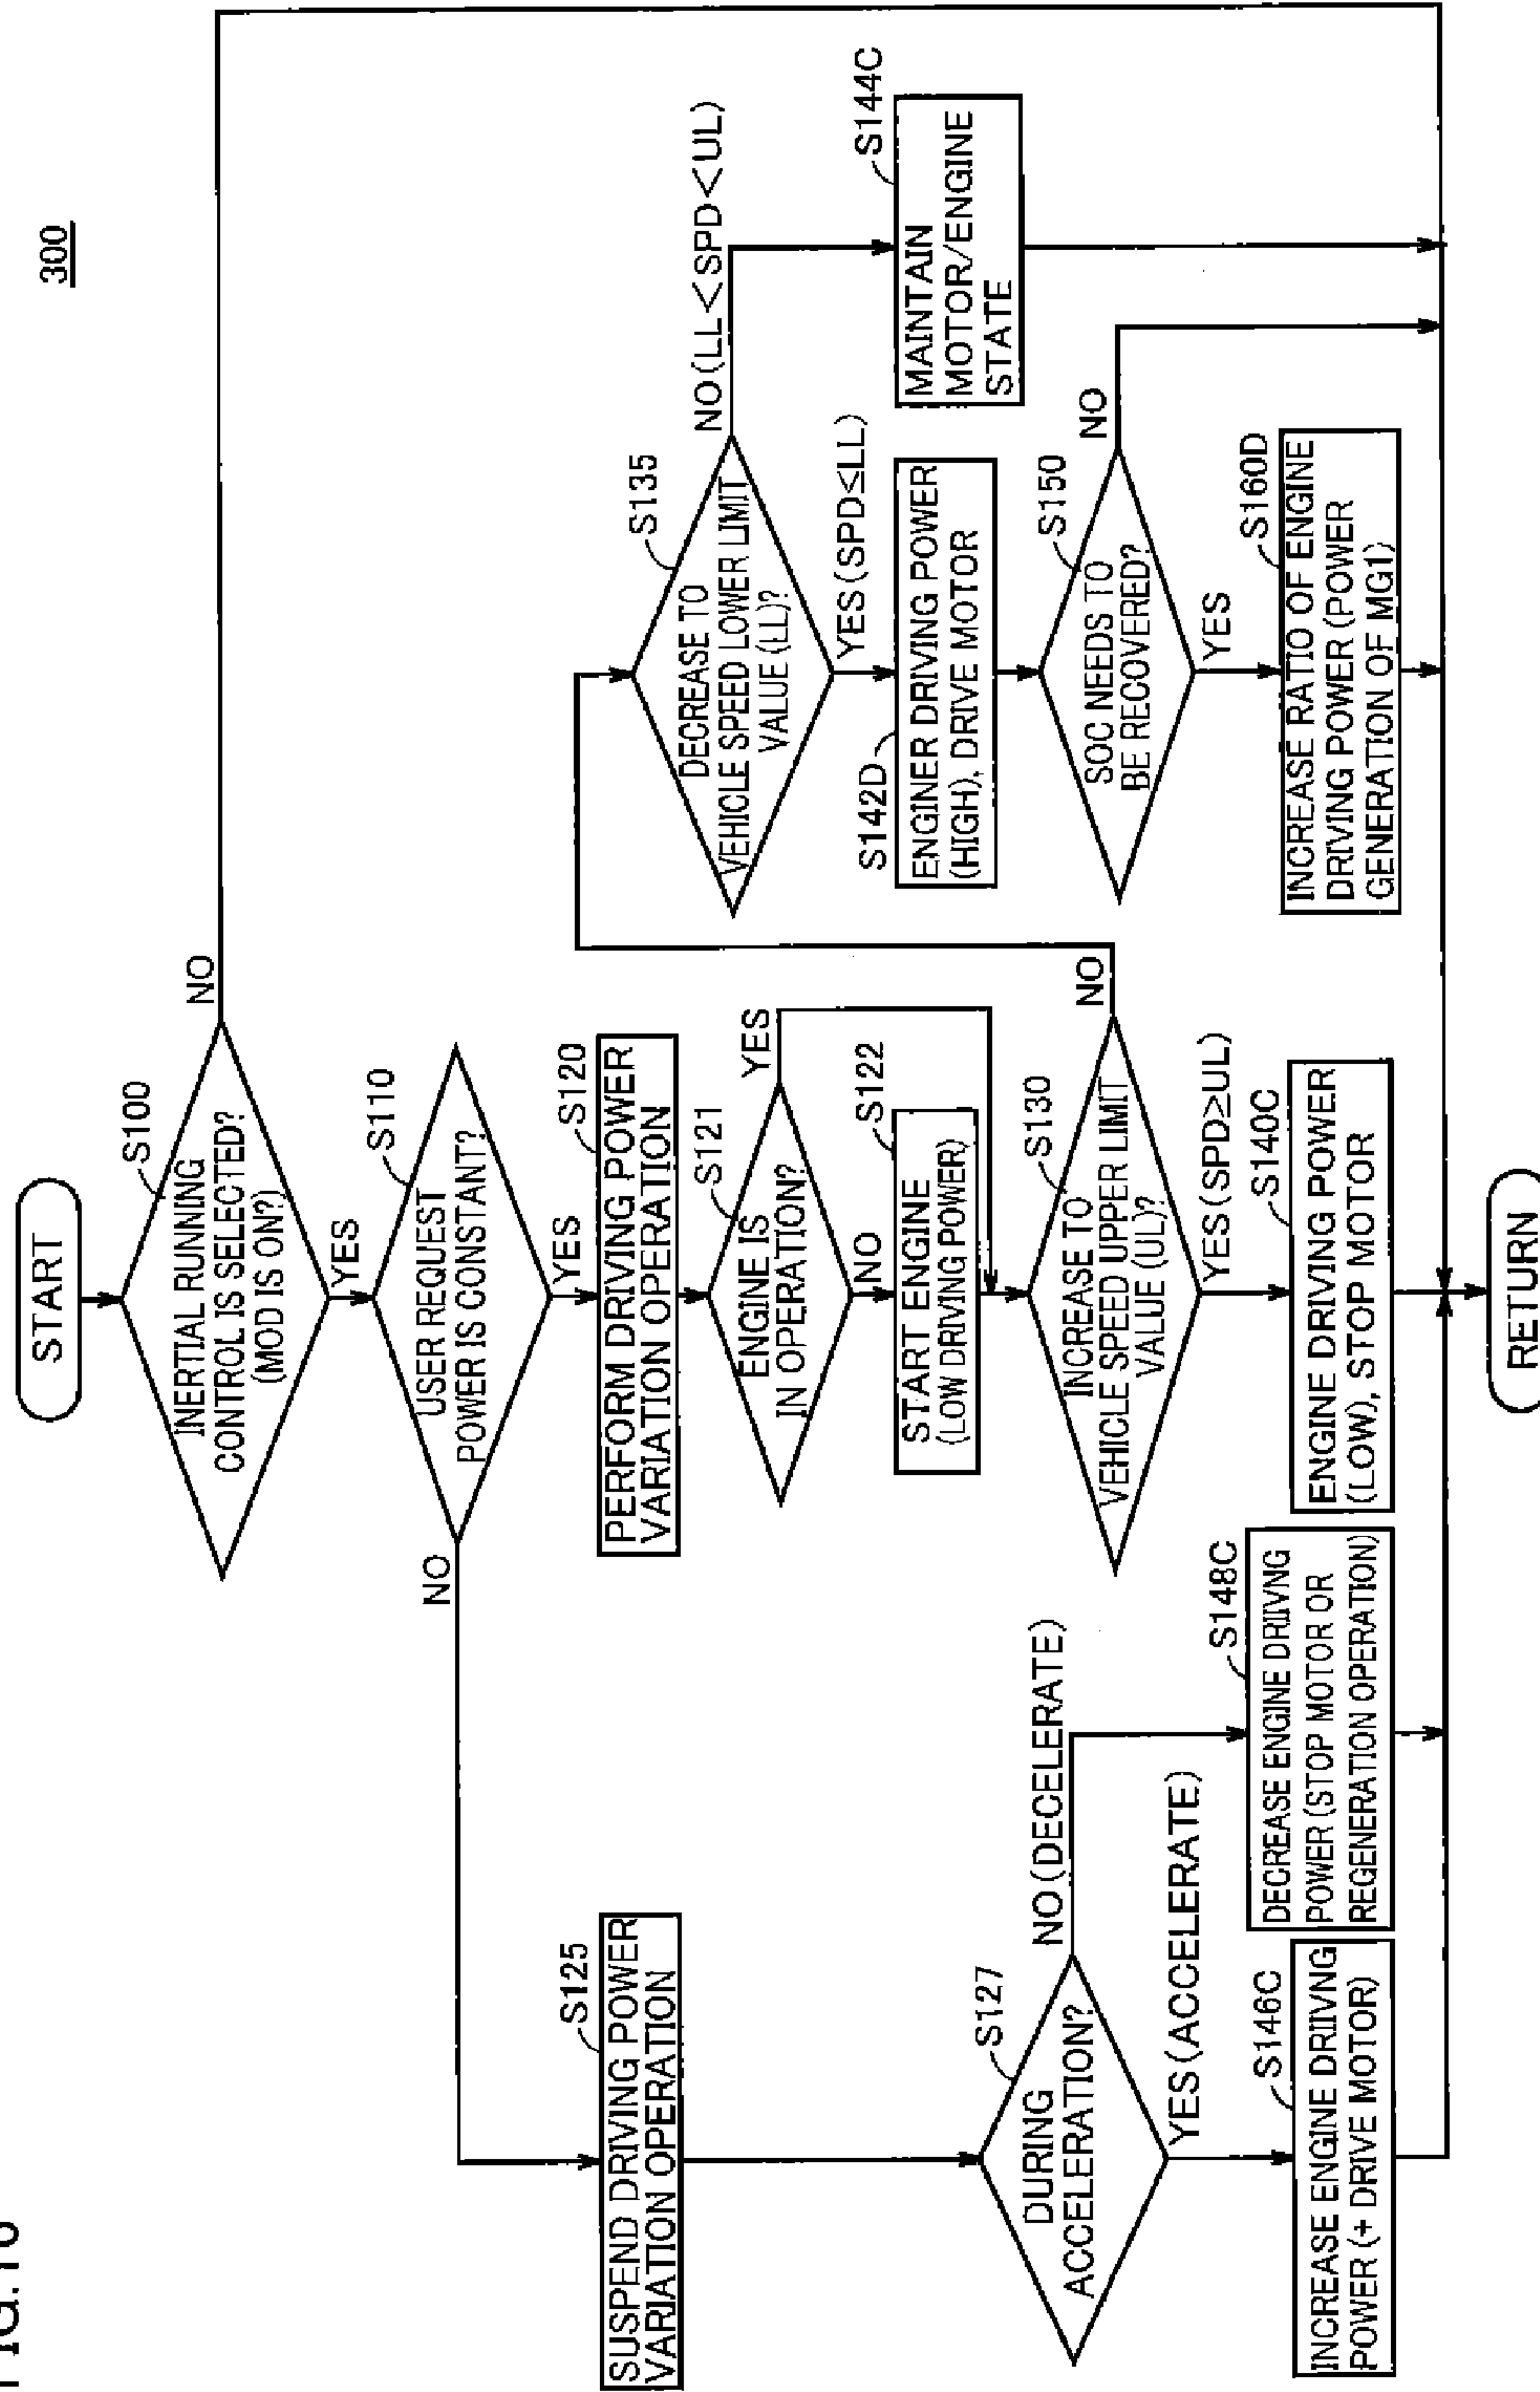 300
START
S100
INERTIAL RUNNING
CONTROL IS SELECTED?
(MOD IS ON?)
NO
YES
S110
USER REQUEST
POWER IS CONSTANT?
NO
YES
S120
PERFORM DRIVING POWER
VARIATION OPERATION
S125
SUSPEND DRIVING POWER
VARIATION OPERATION
S121
ENGINE IS
IN OPERATION?
YES
NO
S122
START ENGINE
(LOW DRIVING POWER)
S127
DURING
ACCELERATION?
NO(DECELERATE)
YES(ACCELERATE)
S130
INCREASE TO
VEHICLE SPEED UPPER LIMIT
VALUE (UL)?
NO
YES(SPD≥UL)
S135
DECREASE TO
VEHICLE SPEED LOWER LIMIT
VALUE (LL)?
NO(LL<SPD<UL)
YES(SPD≤LL)
S142D
ENGINER DRIVING POWER
(HIGH), DRIVE MOTOR
S144C
MAINTAIN
MOTOR/ENGINE
STATE
S150
SOC NEEDS TO
BE RECOVERED?
NO
YES
S146C
INCREASE ENGINE DRIIVNG
POWER (+ DRIVE MOTOR)
S148C
DECREASE ENGINE DRIIVNG
POWER (STOP MOTOR OR
REGENERATION OPERATION)
S140C
ENGINE DRIVING POWER
(LOW), STOP MOTOR
S160D
INCREASE RATIO OF ENGINE
DRIVING POWER (POWER
GENERATION OF MG1)
RETURN